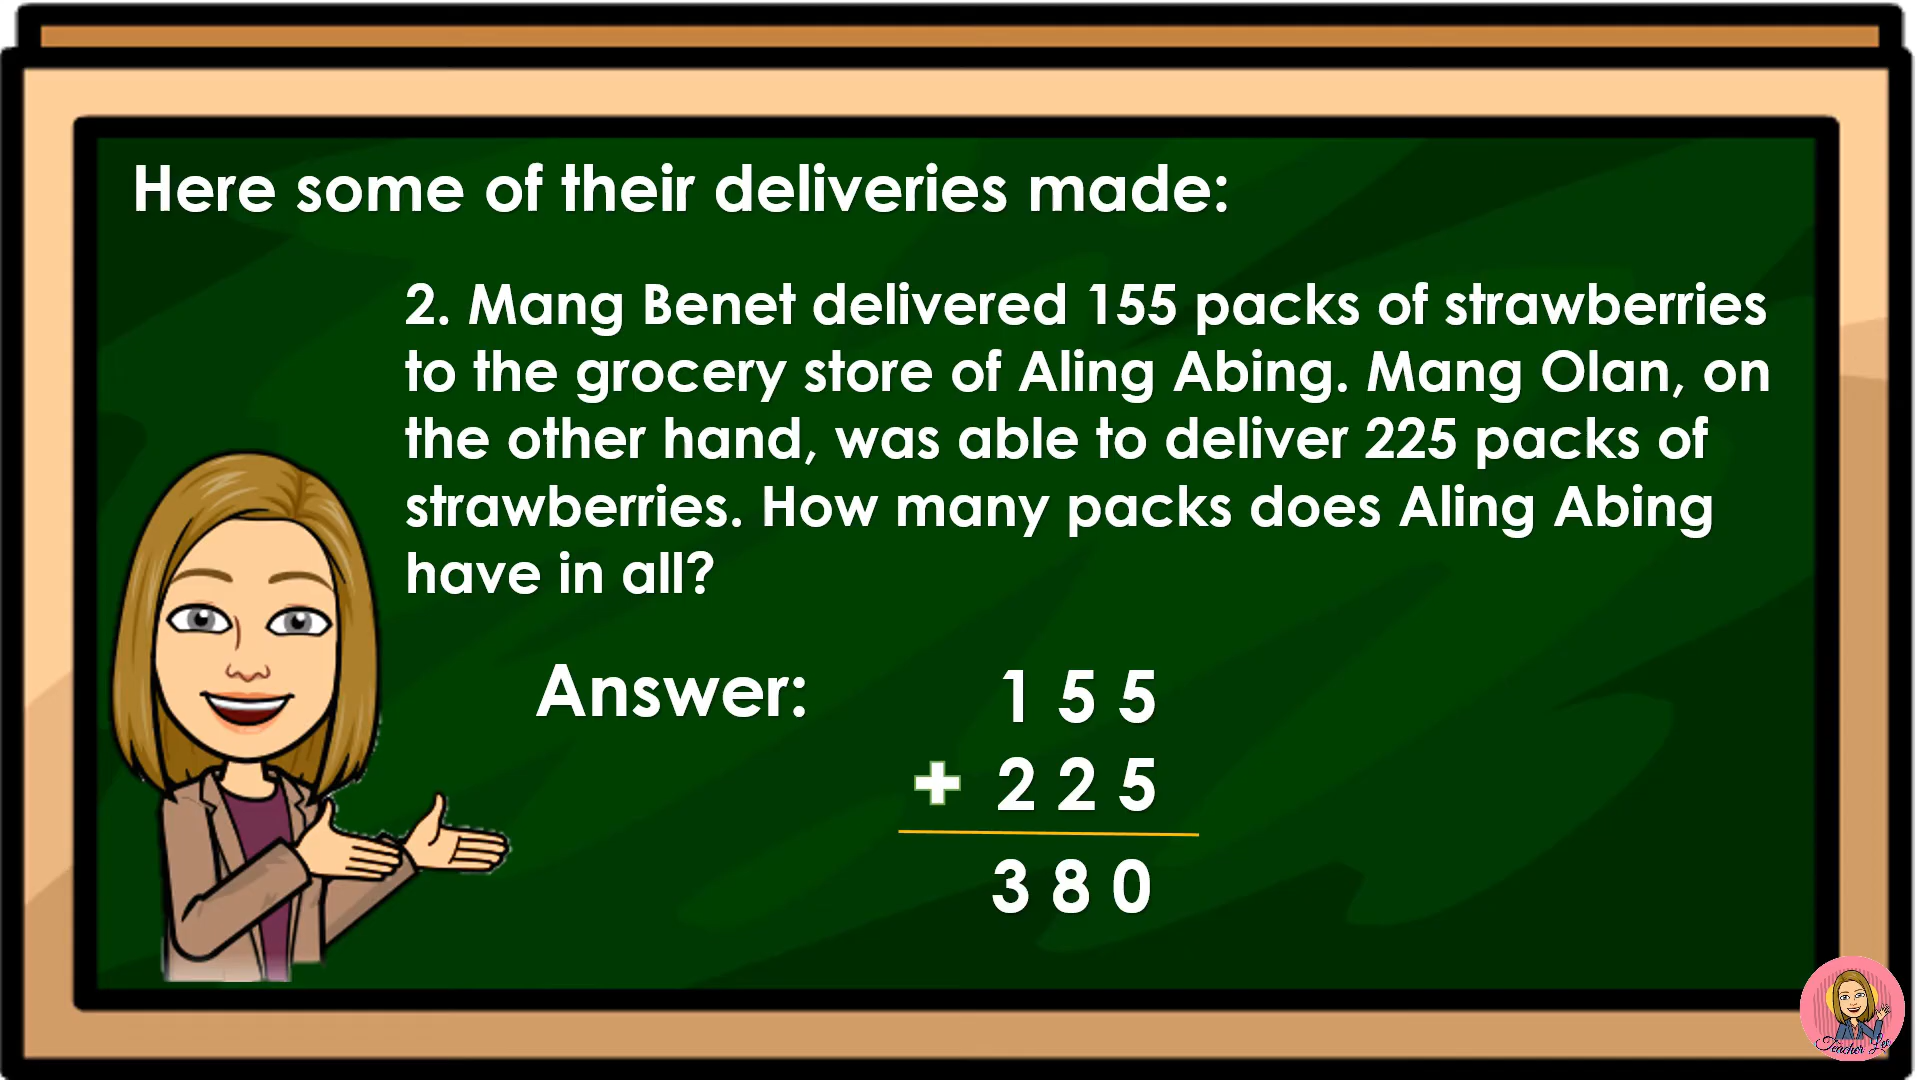 Here some of their deliveries made:
2. Mang Benet delivered 155 packs of strawberries
to the grocery store of Aling Abing. Mang Olan, on
the other hand, was able to deliver 225 packs of
strawberries. How many packs does Aling Abing
have in all?
Answer: 1 5 5
+ 2 2 5
3 8 0
Teacher Leo